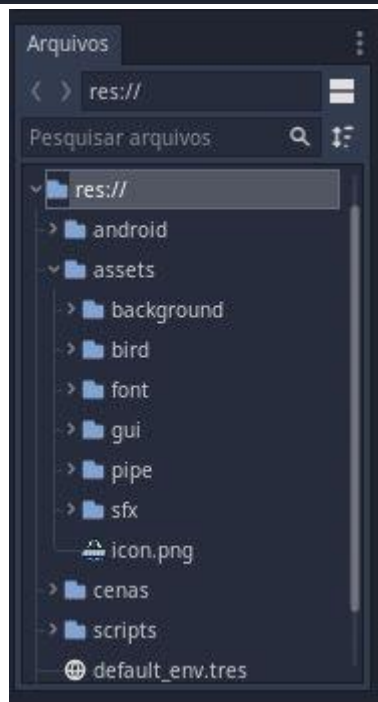 Arquivos
res://
Pesquisar arquivos
res://
android
assets
background
bird
font
gui
pipe
sfx
icon.png
cenas
scripts
default_env.tres